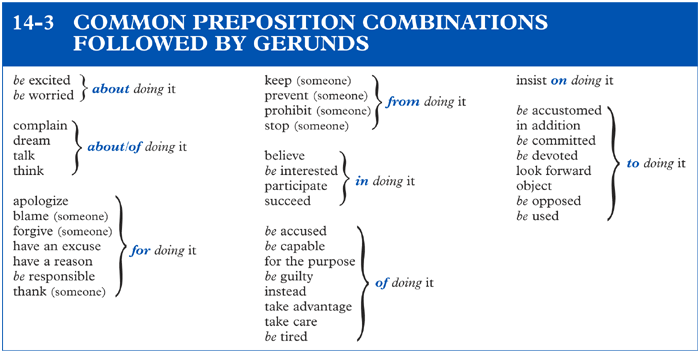 14-3 COMMON PREPOSITION COMBINATIONS
FOLLOWED BY GERUNDS
be excited
be worried
about doing it
complain
dream
talk
think
about/of doing it
apologize
blame (someone)
forgive (someone)
have an excuse
have a reason
be responsible
thank (someone)
for doing it
keep (someone)
prevent (someone)
prohibit (someone)
stop (someone)
from doing it
believe
be interested
participate
succeed
in doing it
be accused
be capable
for the purpose
be guilty
instead
take advantage
take care
be tired
of doing it
insist on doing it
be accustomed
in addition
be committed
be devoted
look forward
object
be opposed
be used
to doing it